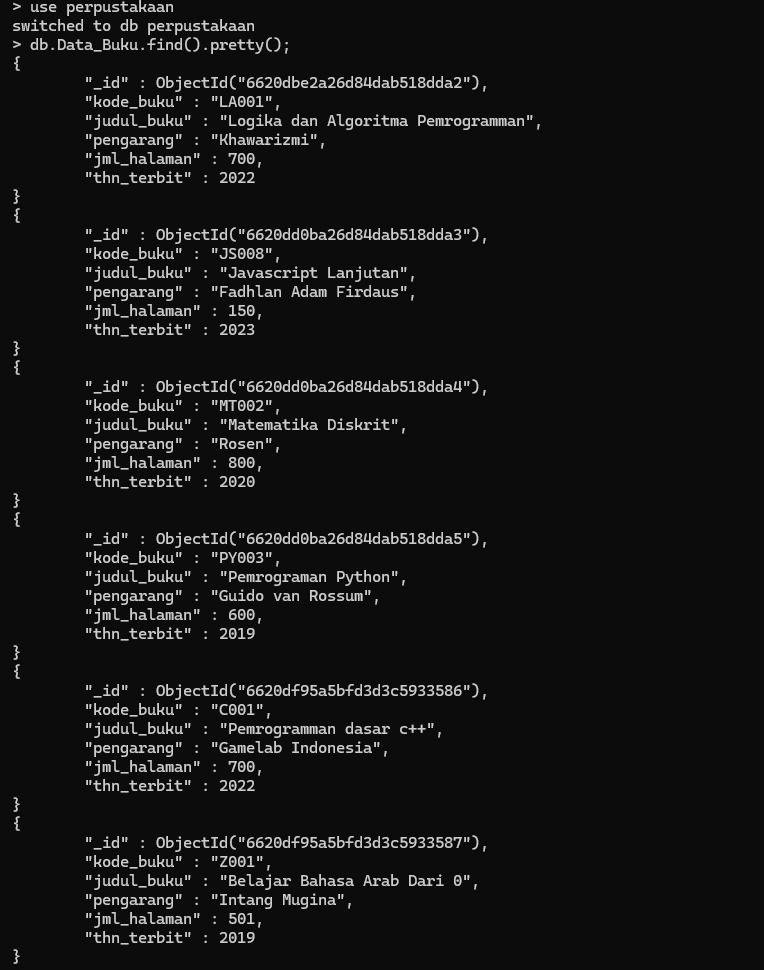 > use perpustakaan
switched to db perpustakaan
> db.Data_Buku.find().pretty();
{
"_id" : ObjectId("6620dbe2a26d84dab518dda2"),
"kode_buku" : "LA001",
"judul_buku" : "Logika dan Algoritma Pemrogramman",
"pengarang" : "Khawarizmi",
"jml_halaman" : 700,
"thn_terbit" : 2022
}
{
"_id" : ObjectId("6620dd0ba26d84dab518dda3"),
"kode_buku" : "JS008",
"judul_buku" : "Javascript Lanjutan",
"pengarang" : "Fadhlan Adam Firdaus",
"jml_halaman" : 150,
"thn_terbit" : 2023
}
{
"_id" : ObjectId("6620dd0ba26d84dab518dda4"),
"kode_buku" : "MT002",
"judul_buku" : "Matematika Diskrit",
"pengarang" : "Rosen",
"jml_halaman" : 800,
"thn_terbit" : 2020
}
{
"_id" : ObjectId("6620dd0ba26d84dab518dda5"),
"kode_buku" : "PY003",
"judul_buku" : "Pemrograman Python",
"pengarang" : "Guido van Rossum",
"jml_halaman" : 600,
"thn_terbit" : 2019
}
{
"_id" : ObjectId("6620df95a5bfd3d3c5933586"),
"kode_buku" : "C001",
"judul_buku" : "Pemrogramman dasar c++",
"pengarang" : "Gamelab Indonesia",
"jml_halaman" : 700,
"thn_terbit" : 2022
}
{
"_id" : ObjectId("6620df95a5bfd3d3c5933587"),
"kode_buku" : "Z001",
"judul_buku" : "Belajar Bahasa Arab Dari 0",
"pengarang" : "Intang Mugina",
"jml_halaman" : 501,
"thn_terbit" : 2019
}